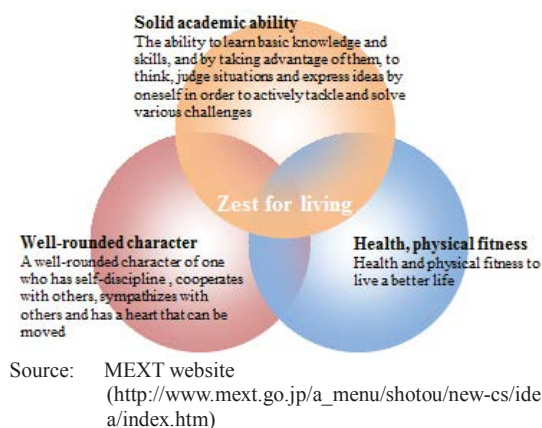 Solid academic ability
The ability to learn basic knowledge and
skills, and by taking advantage of them, to
think, judge situations and express ideas by
oneself in order to actively tackle and solve
various challenges
Zest for living
Well-rounded character
A well-rounded character of one
who has self-discipline , cooperates
with others, sympathizes with
others and has a heart that can be
moved
Health, physical fitness
Health and physical fitness to
live a better life
Source: MEXT website
(http://www.mext.go.jp/a_menu/shotou/new-cs/ide
a/index.htm)